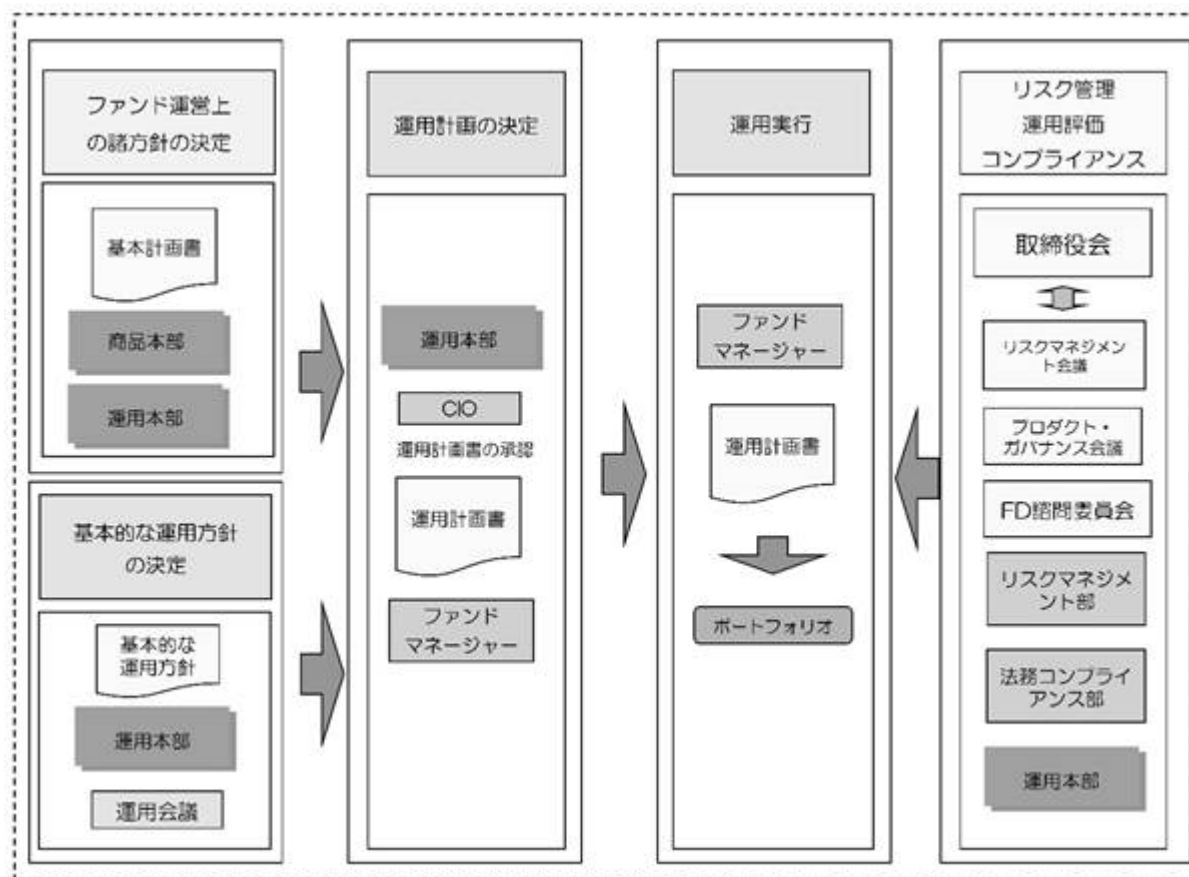 ファンド運営上
の諸方針の決定
基本計画書
商品本部
運用本部
基本的な運用方針
の決定
基本的な
運用方針
運用本部
運用会議
運用計画の決定
運用本部
CIO
運用計画書の承認
運用計画書
ファンド
マネージャー
運用実行
ファンド
マネージャー
運用計画書
ポートフォリオ
リスク管理
運用評価
コンプライアンス
取締役会
リスクマネジメン
ト会議
プロダクト・
ガバナンス会議
FD諮問委員会
リスクマネジメ
ント部
法務コンプライ
アンス部
運用本部